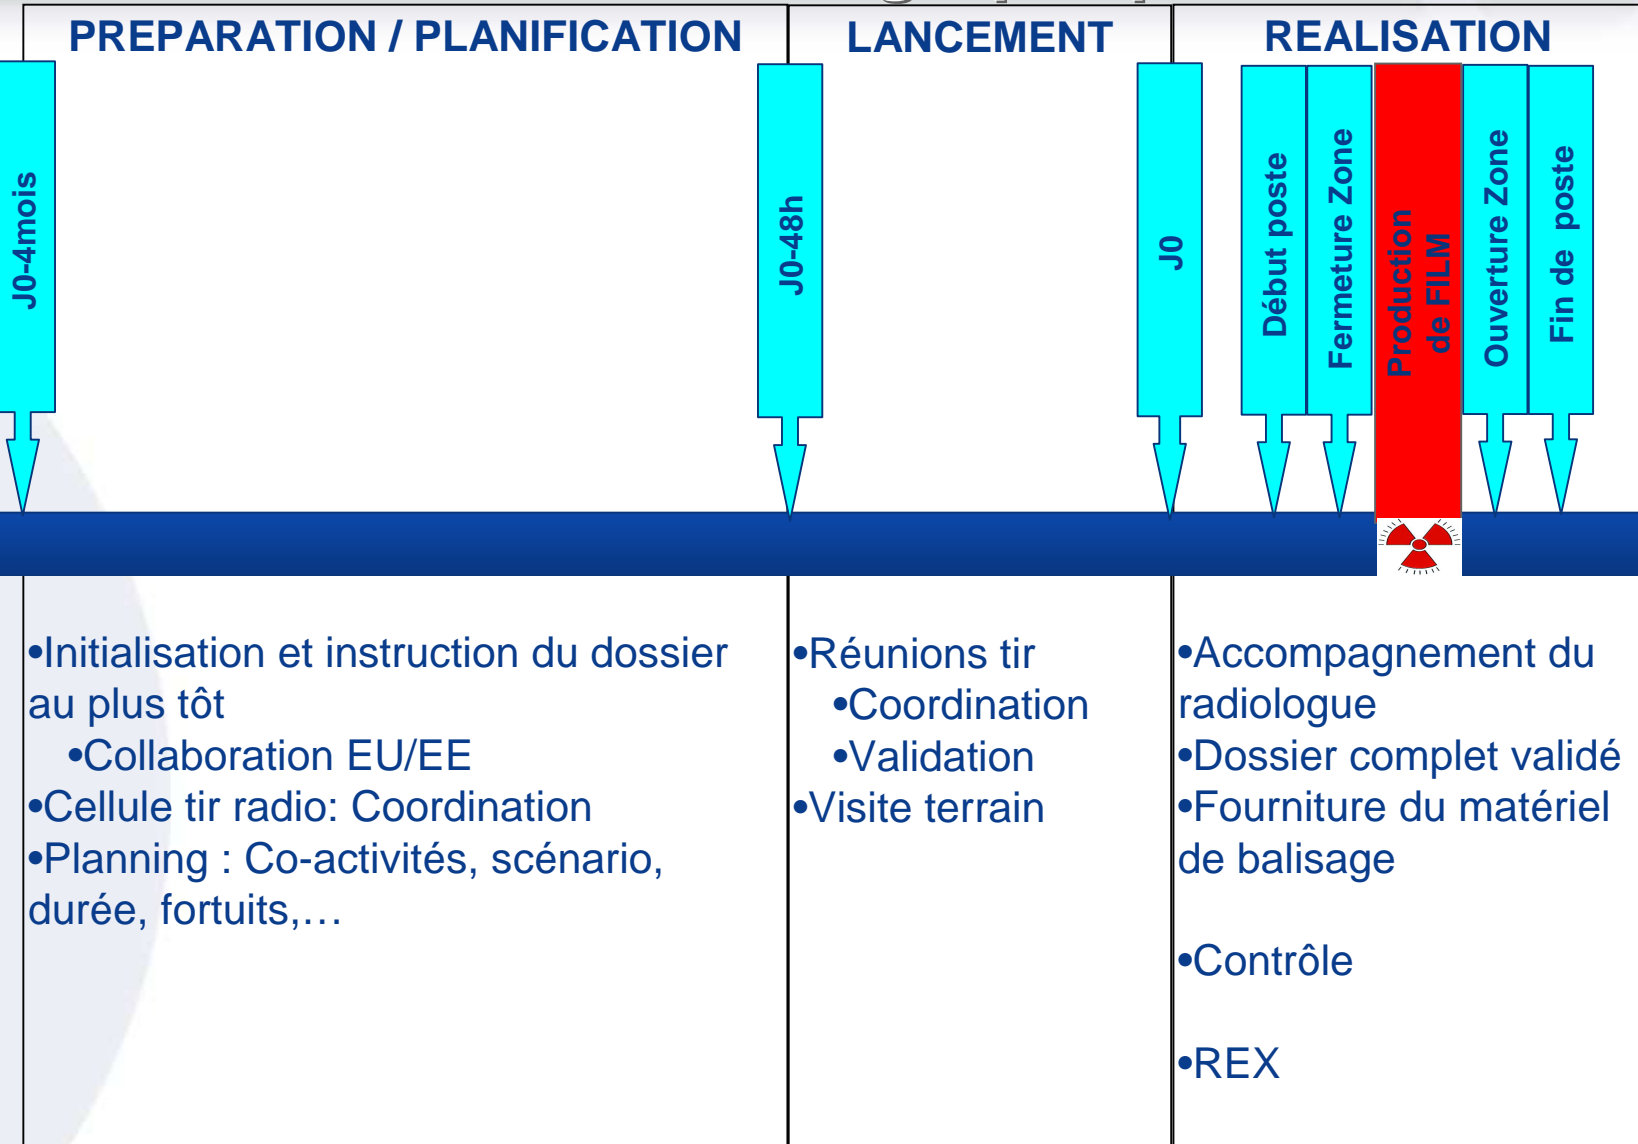 PREPARATION / PLANIFICATION
LANCEMENT
REALISATION
J0-4mois
J0-48h
J0
Début poste
Fermeture Zone
Production
de FILM
Ouverture Zone
Fin de poste
•Initialisation et instruction du dossier
au plus tôt
•Collaboration EU/EE
•Cellule tir radio: Coordination
•Planning : Co-activités, scénario,
durée, fortuits,…
•Réunions tir
•Coordination
•Validation
•Visite terrain
•Accompagnement du
radiologue
•Dossier complet validé
•Fourniture du matériel
de balisage
•Contrôle
•REX